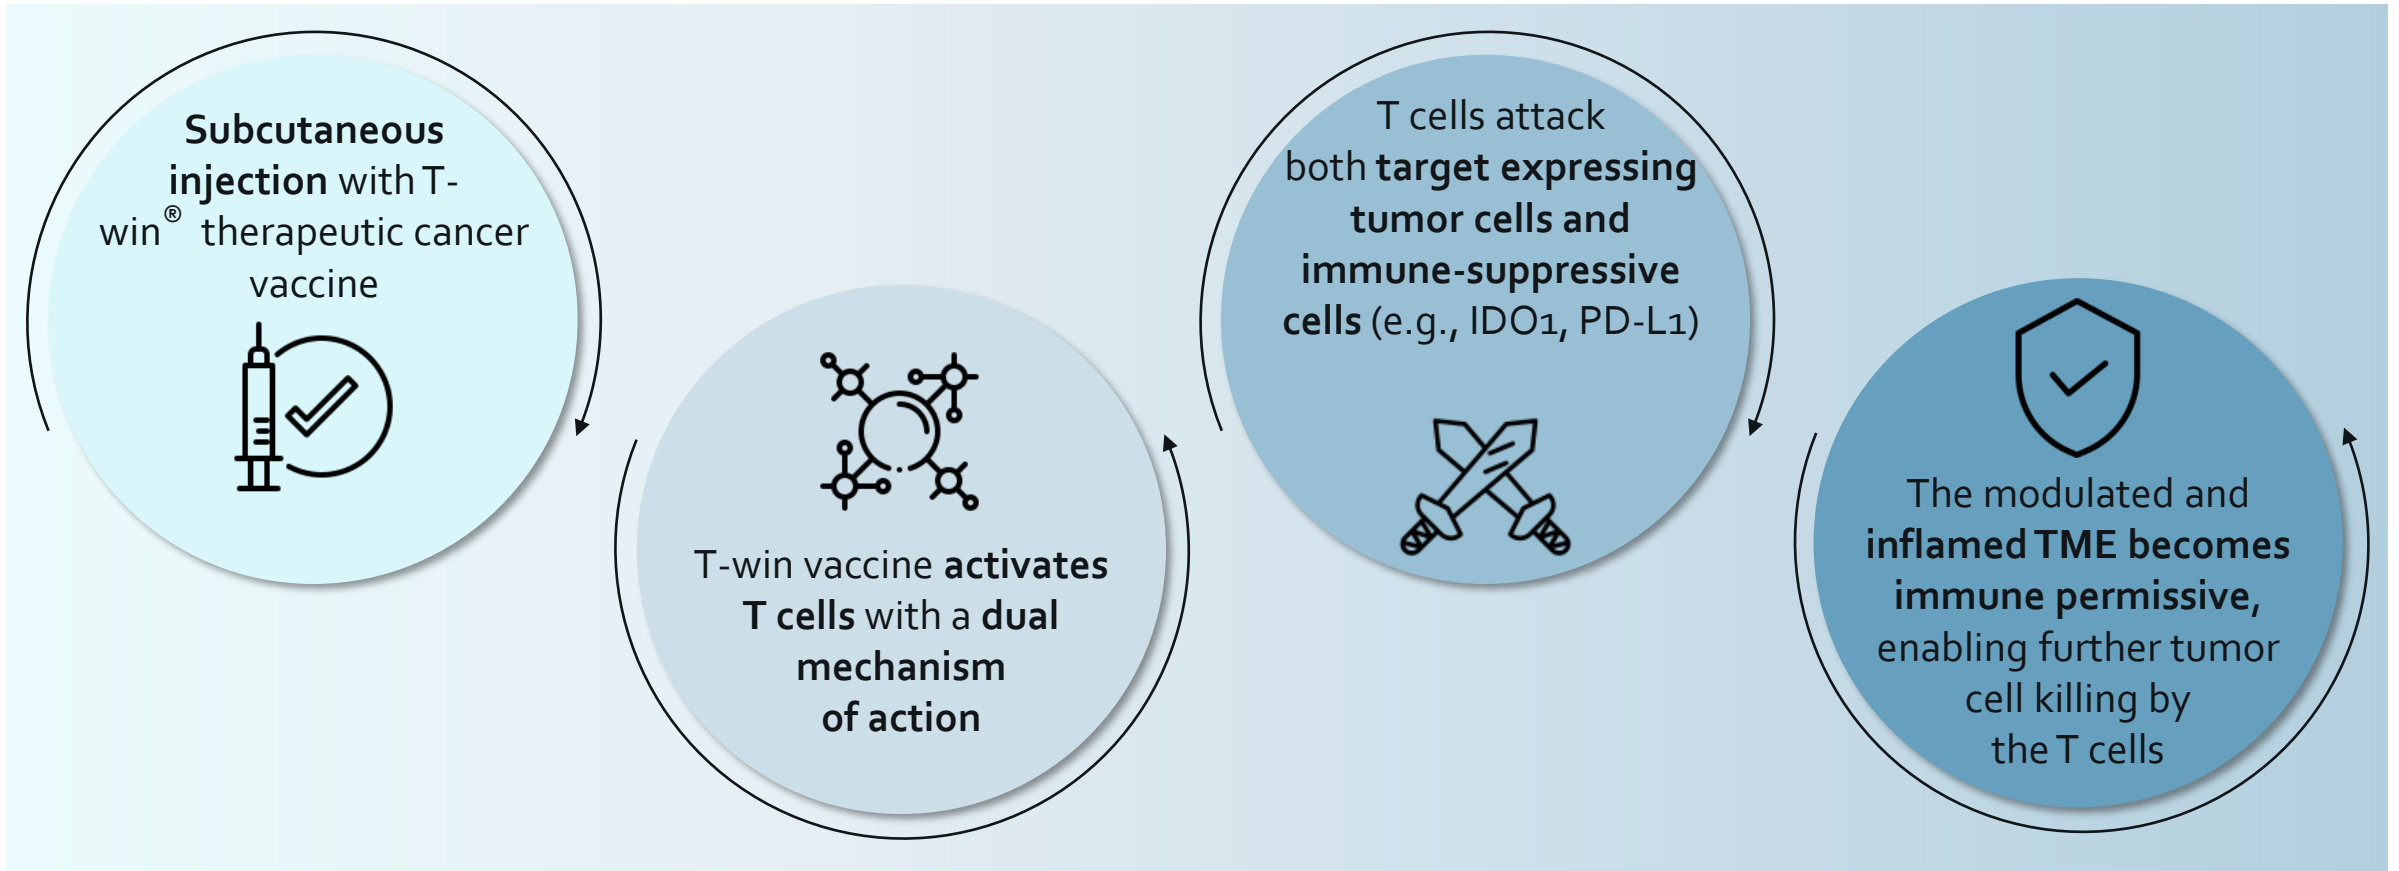 Subcutaneous
injection with T-
win® therapeutic cancer
vaccine
T-win vaccine activates
T cells with a dual
mechanism
of action
T cells attack
both target expressing
tumor cells and
immune-suppressive
cells (e.g., IDO1, PD-L1)
The modulated and
inflamed TME becomes
immune permissive,
enabling further tumor
cell killing by
the T cells